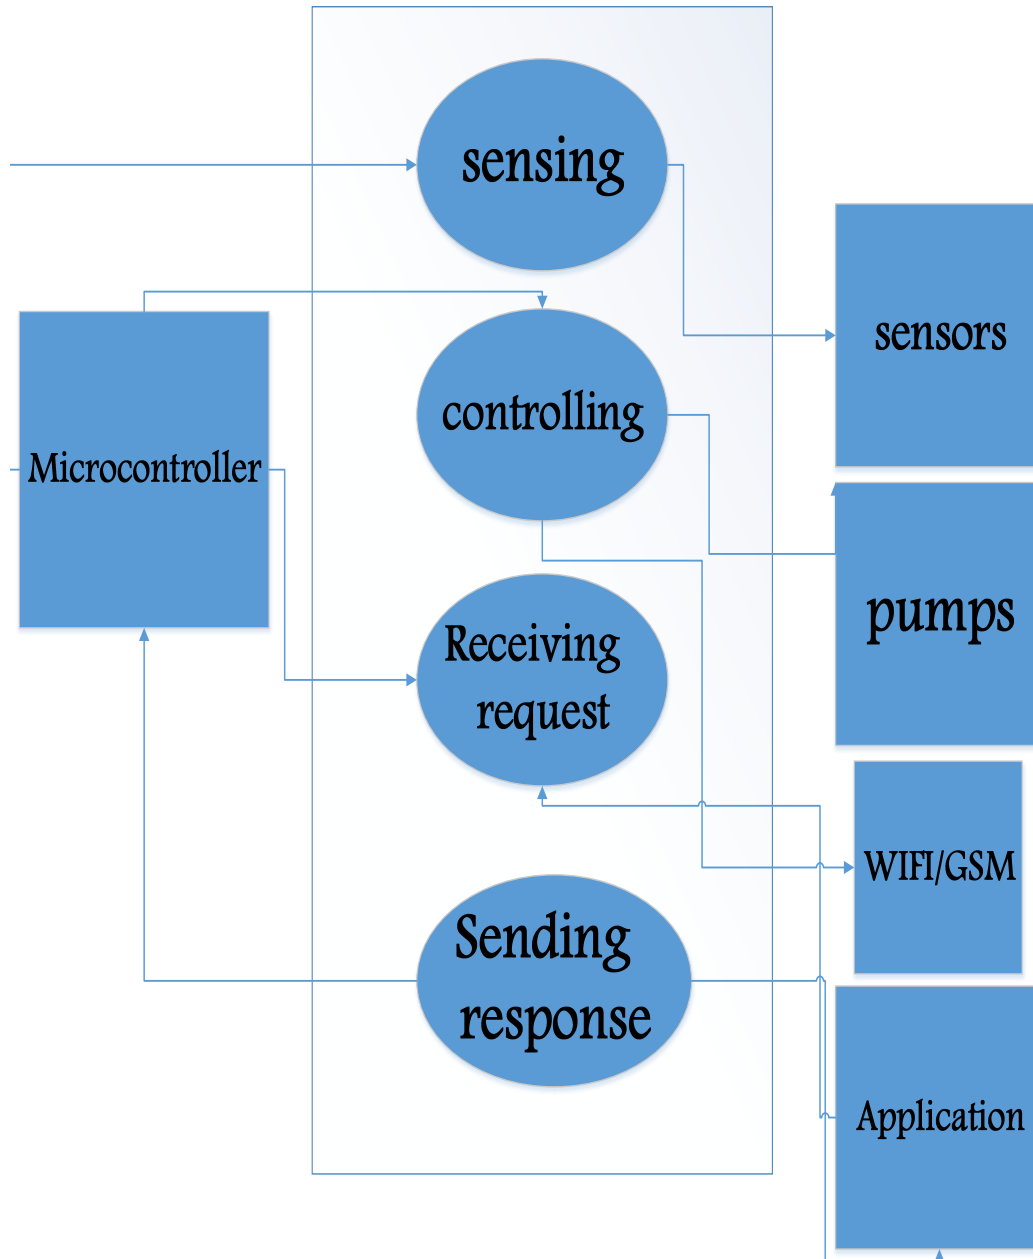 sensing
sensors
controlling
Microcontroller
pumps
Receiving
request
WIFI/GSM
Sending
response
Application